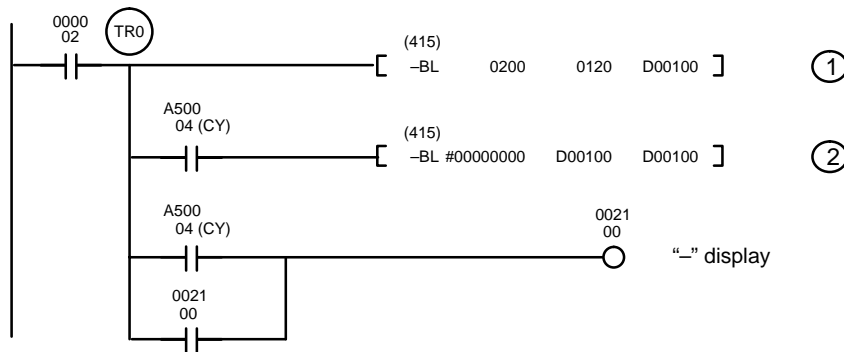 0000
02
TR0
(415)
–BL 0200 0120 D00100
1
A500
04 (CY)
(415)
–BL #00000000 D00100 D00100
2
A500
04 (CY)
0021
00
“–” display
0021
00